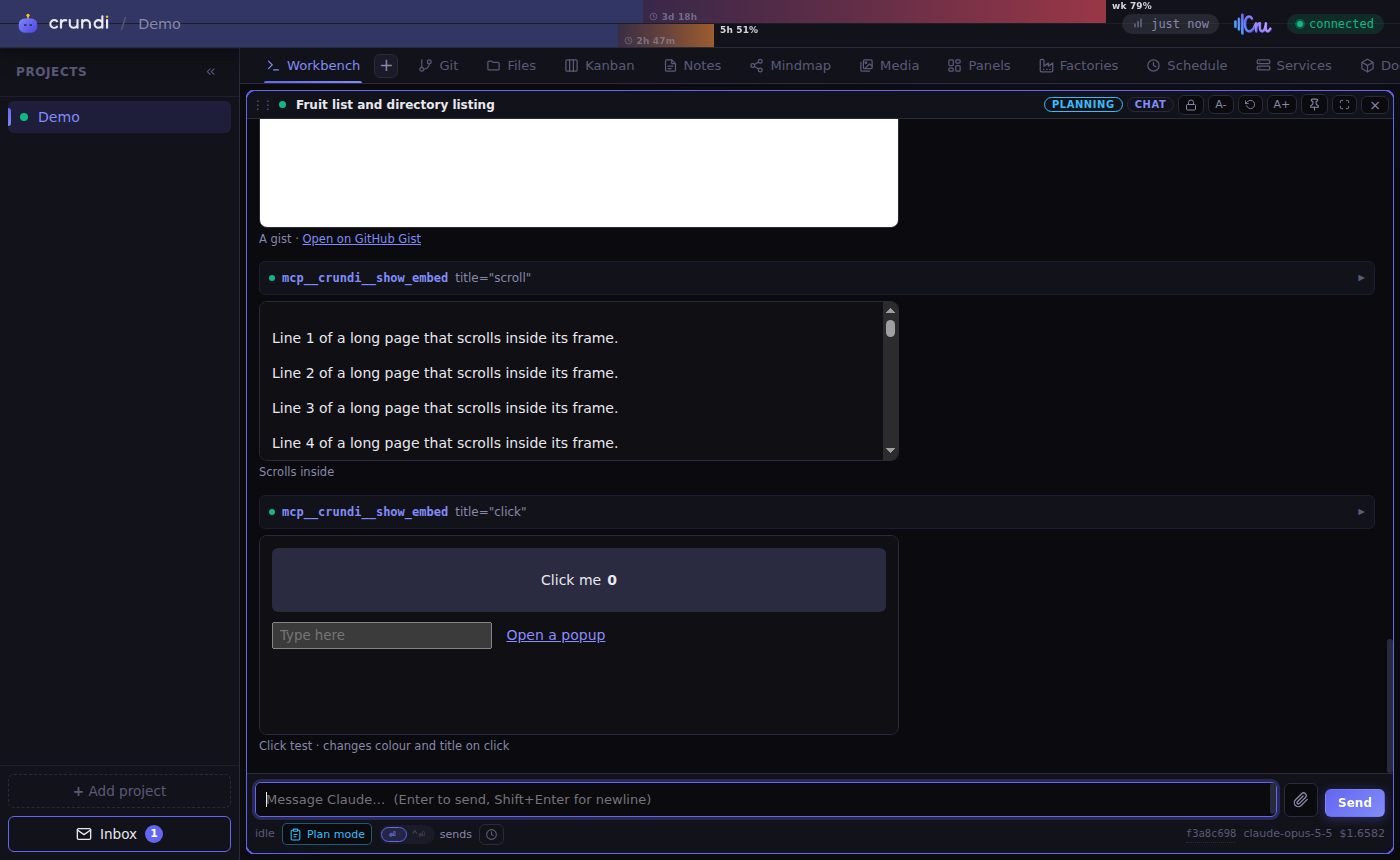 crundi / Demo
3d 18h
wk 79%
2h 47m
5h 51%
just now
Cru
connected
PROJECTS «
Workbench + Git Files Kanban Notes Mindmap Media Panels Factories Schedule Services Do
Demo
Fruit list and directory listing
PLANNING CHAT A- A+
A gist · Open on GitHub Gist
mcp__crundi__show_embed title="scroll"
Line 1 of a long page that scrolls inside its frame.
Line 2 of a long page that scrolls inside its frame.
Line 3 of a long page that scrolls inside its frame.
Line 4 of a long page that scrolls inside its frame.
Scrolls inside
mcp__crundi__show_embed title="click"
Click me 0
Type here Open a popup
Click test · changes colour and title on click
+ Add project
Inbox 1
Message Claude... (Enter to send, Shift+Enter for newline)
Send
idle Plan mode sends
f3a8c698 claude-opus-5-5 $1.6582